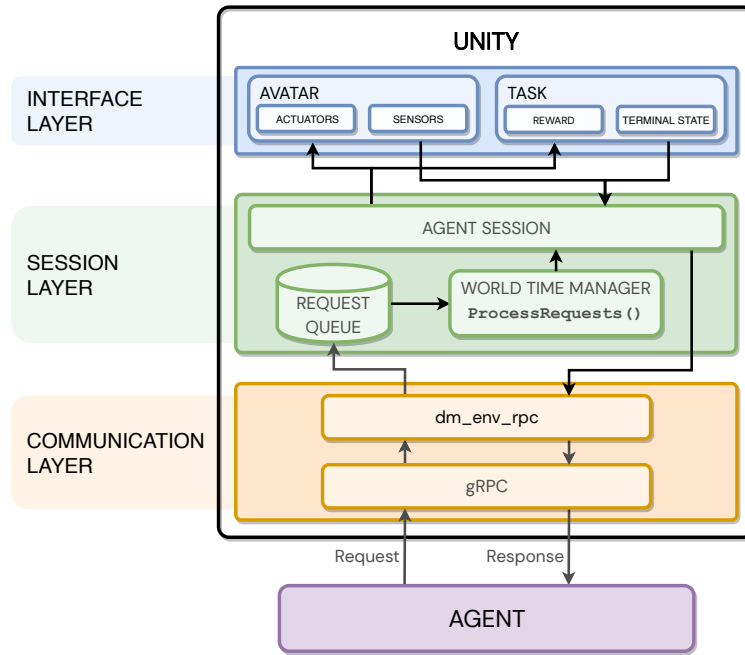 UNITY
INTERFACE
LAYER
AVATAR
ACTUATORS
SENSORS
TASK
REWARD
TERMINAL STATE
SESSION
LAYER
AGENT SESSION
REQUEST
QUEUE
WORLD TIME MANAGER
ProcessRequests()
COMMUNICATION
LAYER
dm_env_rpc
gRPC
Request
Response
AGENT